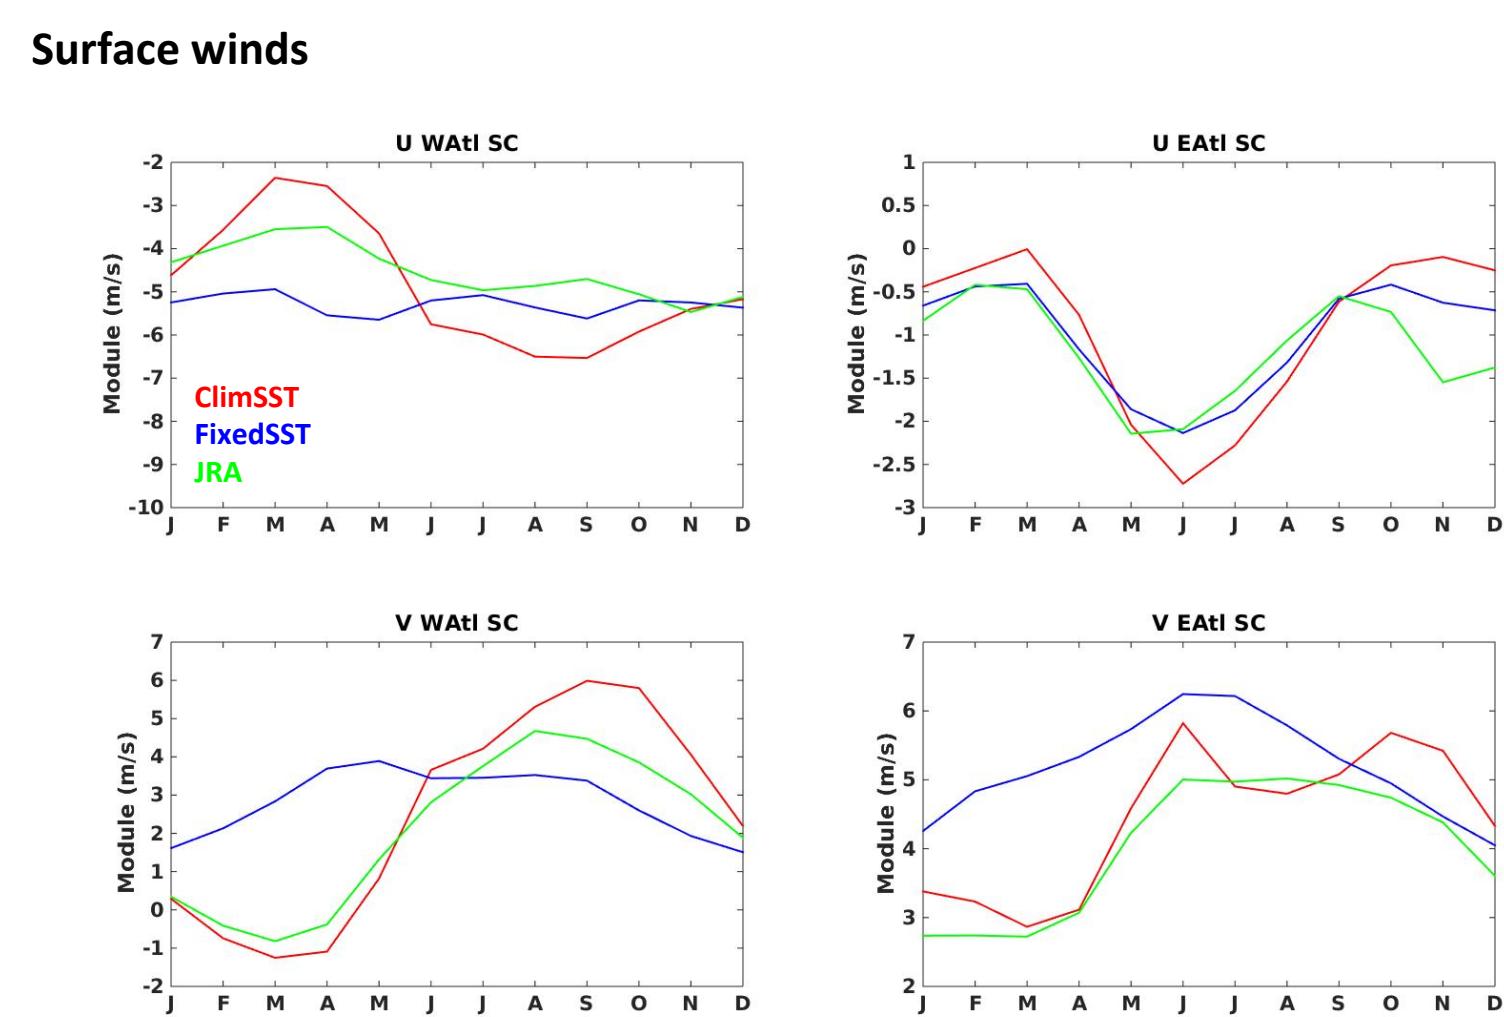 Surface winds
U WAtl SC
Module (m/s)
-2
-3
-4
-5
-6
-7
-8
-9
-10
J F M A M J J A S O N D
ClimSST
FixedSST
JRA
U EAtl SC
Module (m/s)
1
0.5
0
-0.5
-1
-1.5
-2
-2.5
-3
J F M A M J J A S O N D
V WAtl SC
Module (m/s)
7
6
5
4
3
2
1
0
-1
-2
J F M A M J J A S O N D
V EAtl SC
Module (m/s)
7
6
5
4
3
2
J F M A M J J A S O N D